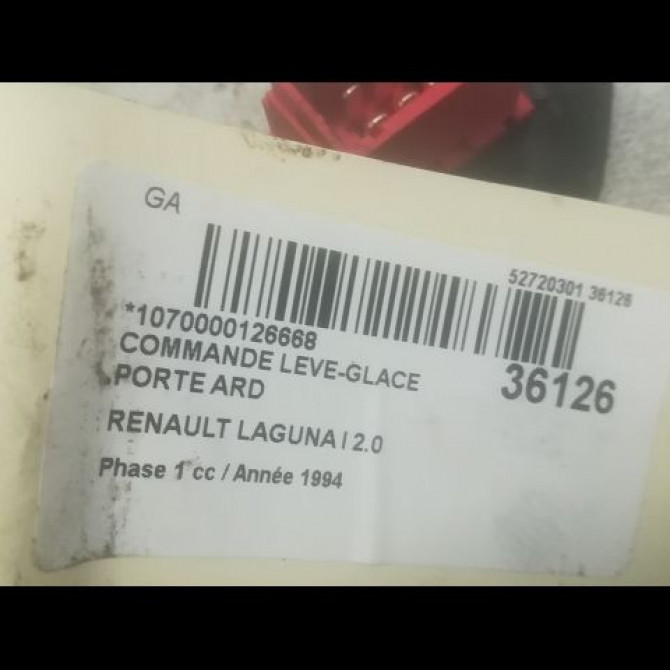 GA
52720301 36126
*1070000126668
COMMANDE LEVE-GLACE
36126
PORTE ARD
RENAULT LAGUNA I 2.0
Phase 1 cc / Année 1994